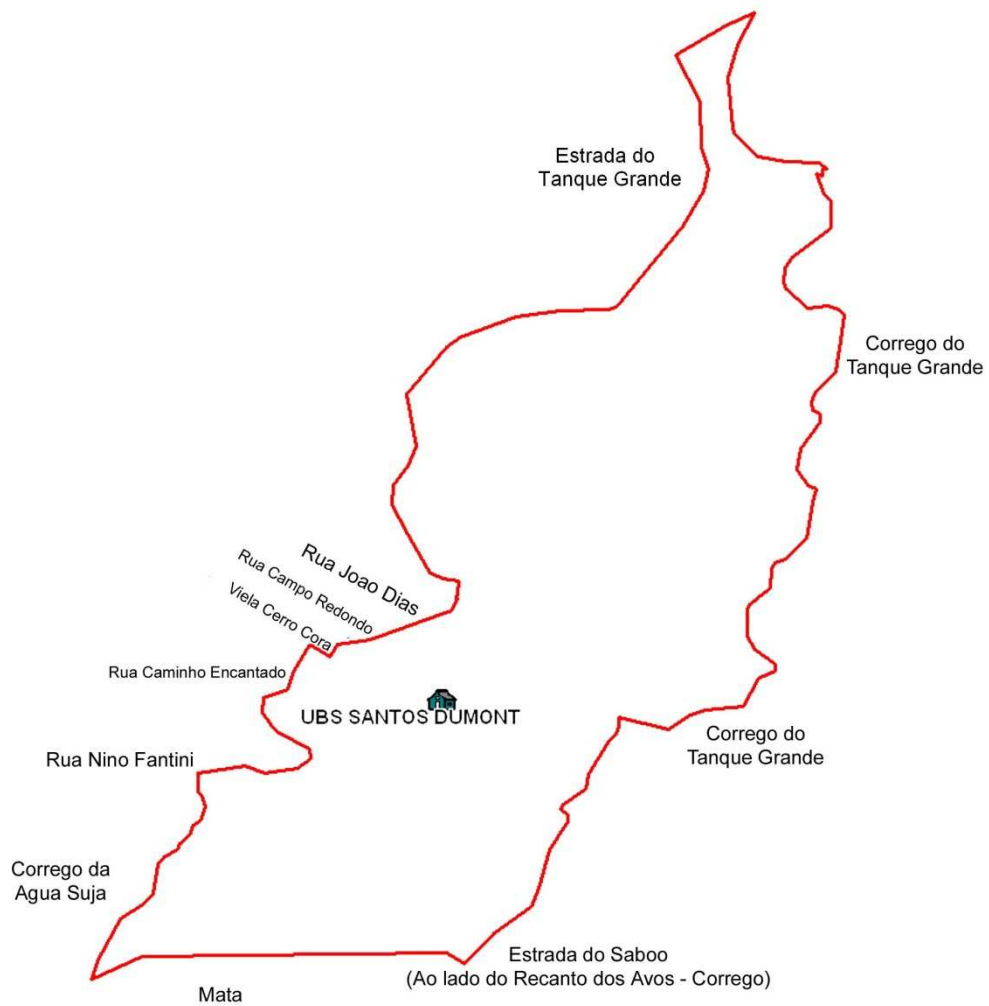 Estrada do
Tanque Grande
Corrego do
Tanque Grande
Rua Joao Dias
Rua Campo Redondo
Viela Cerro Cora
Rua Caminho Encantado
UBS SANTOS DUMONT
Rua Nino Fantini
Corrego do
Tanque Grande
Corrego da
Agua Suja
Estrada do Saboo
(Ao lado do Recanto dos Avos - Corrego)
Mata